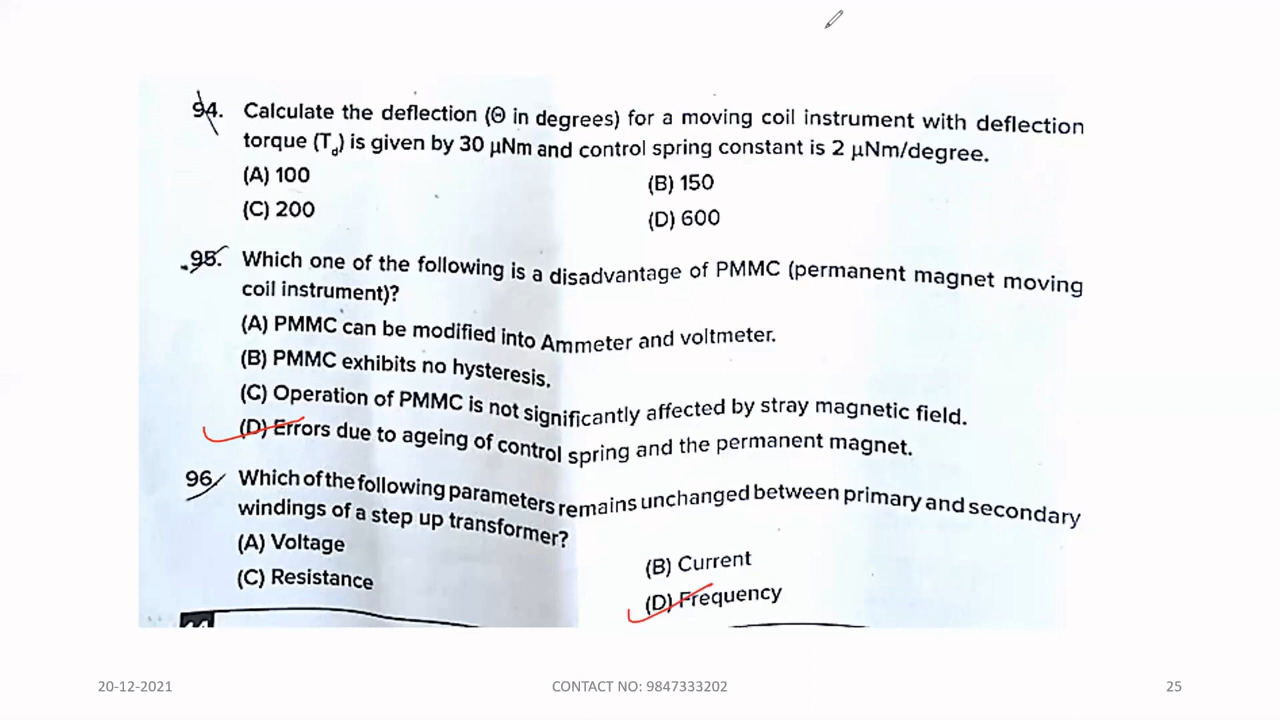 94. Calculate the deflection (Θ in degrees) for a moving coil instrument with deflection
torque (Td) is given by 30 μNm and control spring constant is 2 μNm/degree.
(A) 100
(B) 150
(C) 200
(D) 600
95. Which one of the following is a disadvantage of PMMC (permanent magnet moving
coil instrument)?
(A) PMMC can be modified into Ammeter and voltmeter.
(B) PMMC exhibits no hysteresis.
(C) Operation of PMMC is not significantly affected by stray magnetic field.
(D) Errors due to ageing of control spring and the permanent magnet.
96 Which of the following parameters remains unchanged between primary and secondary
windings of a step up transformer?
(A) Voltage
(B) Current
(C) Resistance
(D) Frequency
20-12-2021
CONTACT NO: 9847333202
25